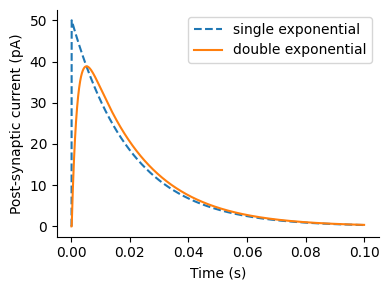 single exponential
double exponential
Post-synaptic current (pA)
50
40
30
20
10
0
0.00 0.02 0.04 0.06 0.08 0.10
Time (s)